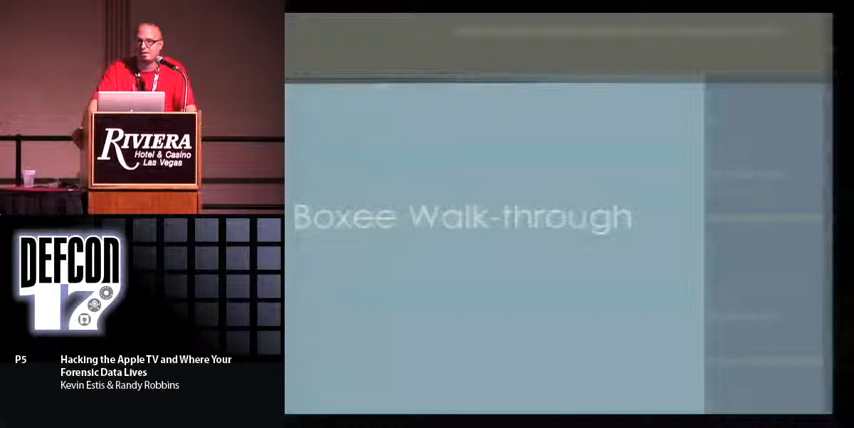 RIVIERA
Hotel & Casino
Las Vegas
Boxee Walk-through
DEFCON
17
P5 Hacking the Apple TV and Where Your
Forensic Data Lives
Kevin Estis & Randy Robbins